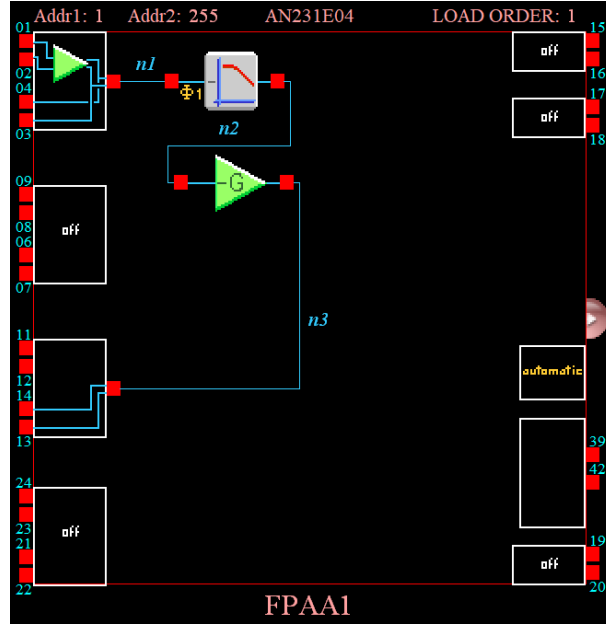 Addr1: 1 Addr2: 255 AN231E04 LOAD ORDER: 1
01
02
04
03
n1
Φ1
n2
-G
09
off
08
06
07
n3
11
12
14
13
24
off
23
21
22
15
off
16
17
off
18
automatic
39
42
19
off
20
FPAA1